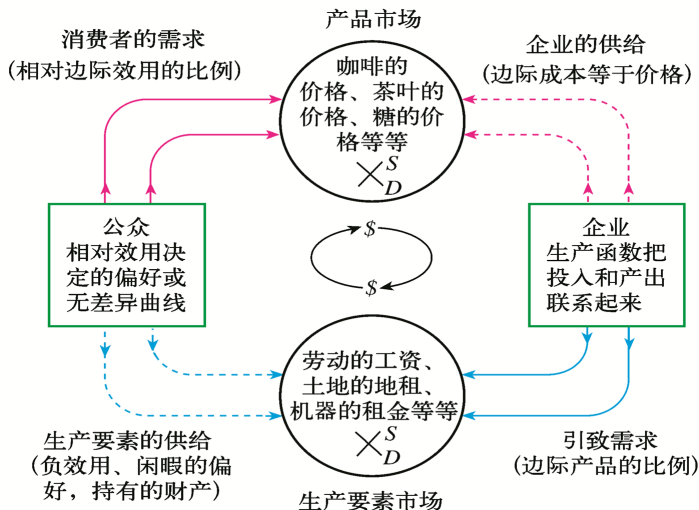 产品市场
消费者的需求
(相对边际效用的比例)
企业的供给
(边际成本等于价格)
咖啡的
价格、茶叶的
价格、糖的价
格等等
S
D
公众
相对效用决
定的偏好或
无差异曲线
$
$
企业
生产函数把
投入和产出
联系起来
劳动的工资、
土地的地租、
机器的租金等等
S
D
生产要素的供给
(负效用、闲暇的偏
好，持有的财产)
引致需求
(边际产品的比例)
生产要素市场